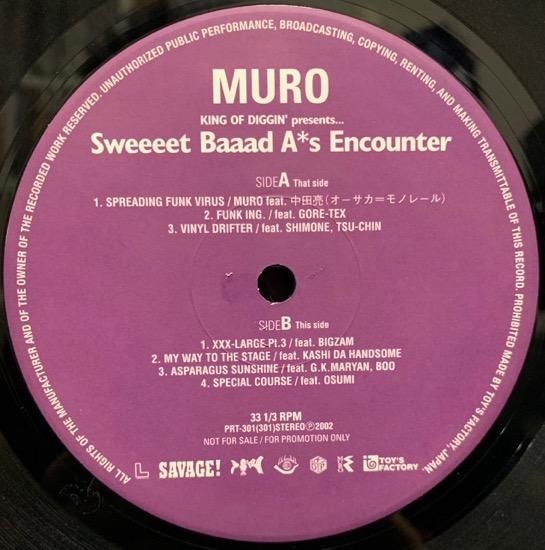 ALL RIGHTS OF THE MANUFACTURER AND OF THE OWNER OF THE RECORDED WORK RESERVED. UNAUTHORIZED PUBLIC PERFORMANCE, BROADCASTING, COPYING, RENTING, AND MAKING TRANSMITTABLE OF THIS RECORD. PROHIBITED MADE BY TOY'S FACTORY, JAPAN.
MURO
KING OF DIGGIN' presents...
Sweeeet Baaad A*s Encounter
SIDE A That side
1. SPREADING FUNK VIRUS / MURO feat. 中田亮(オーサカ=モノレール)
2. FUNK ING. / feat. GORE-TEX
3. VINYL DRIFTER / feat. SHIMONE, TSU-CHIN
SIDE B This side
1. XXX-LARGE-Pt.3 / feat. BIGZAM
2. MY WAY TO THE STAGE / feat. KASHI DA HANDSOME
3. ASPARAGUS SUNSHINE / feat. G.K.MARYAN, BOO
4. SPECIAL COURSE / feat. OSUMI
33 1/3 RPM
PRT-301(301)STEREOⓅ2002
NOT FOR SALE / FOR PROMOTION ONLY
SAVAGE!
TOY'S
FACTORY